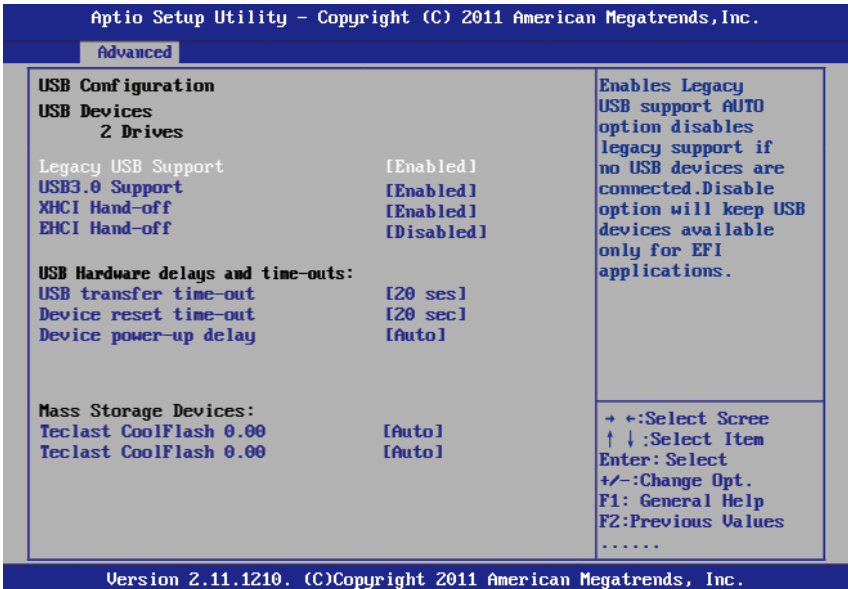 Aptio Setup Utility – Copyright (C) 2011 American Megatrends,Inc.
Advanced
USB Configuration
USB Devices
2 Drives
Legacy USB Support [Enabled]
USB3.0 Support [Enabled]
XHCI Hand-off [Enabled]
EHCI Hand-off [Disabled]
USB Hardware delays and time-outs:
USB transfer time-out [20 ses]
Device reset time-out [20 sec]
Device power-up delay [Auto]
Mass Storage Devices:
Teclast CoolFlash 0.00 [Auto]
Teclast CoolFlash 0.00 [Auto]
Enables Legacy
USB support AUTO
option disables
legacy support if
no USB devices are
connected.Disable
option will keep USB
devices available
only for EFI
applications.
→ ←:Select Scree
↑ ↓:Select Item
Enter: Select
+/-:Change Opt.
F1: General Help
F2:Previous Values
......
Version 2.11.1210. (C)Copyright 2011 American Megatrends, Inc.